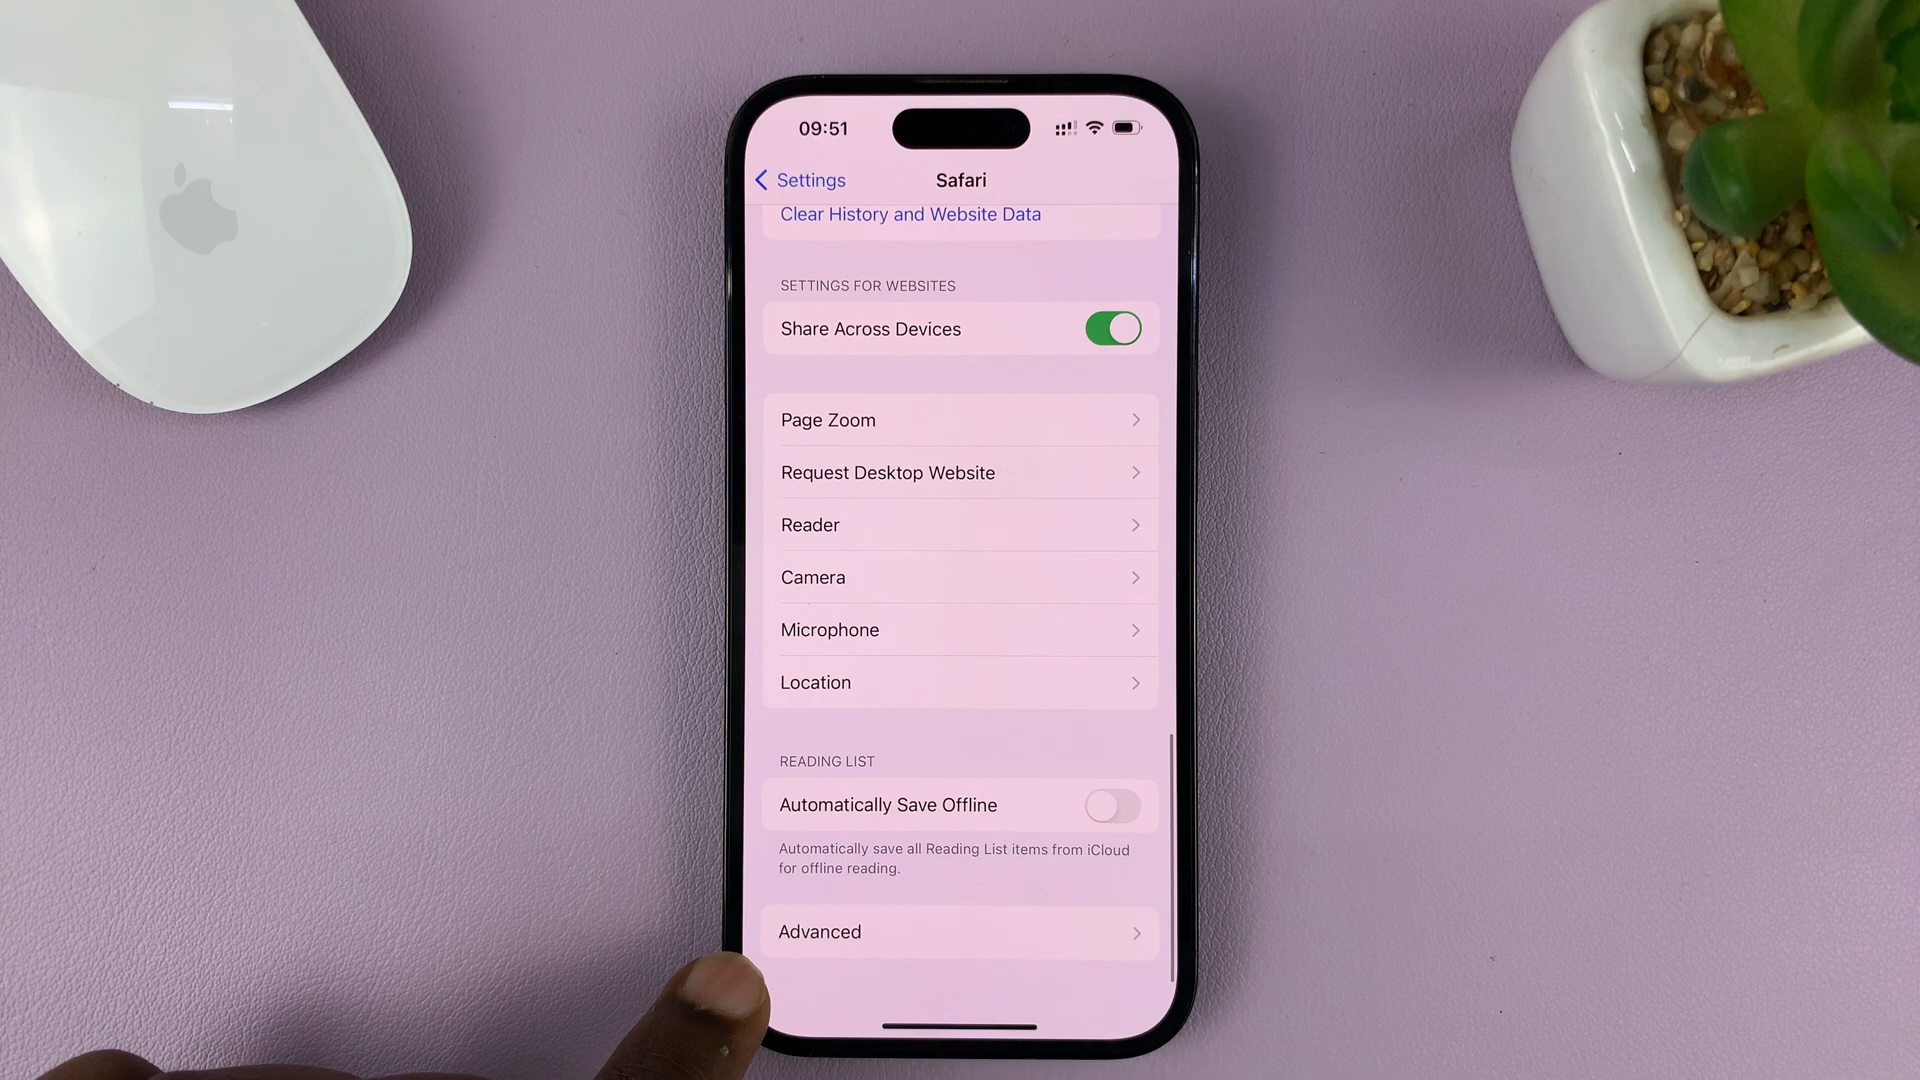 09:51
Settings
Safari
Clear History and Website Data
SETTINGS FOR WEBSITES
Share Across Devices
Page Zoom
Request Desktop Website
Reader
Camera
Microphone
Location
READING LIST
Automatically Save Offline
Automatically save all Reading List items from iCloud
for offline reading.
Advanced